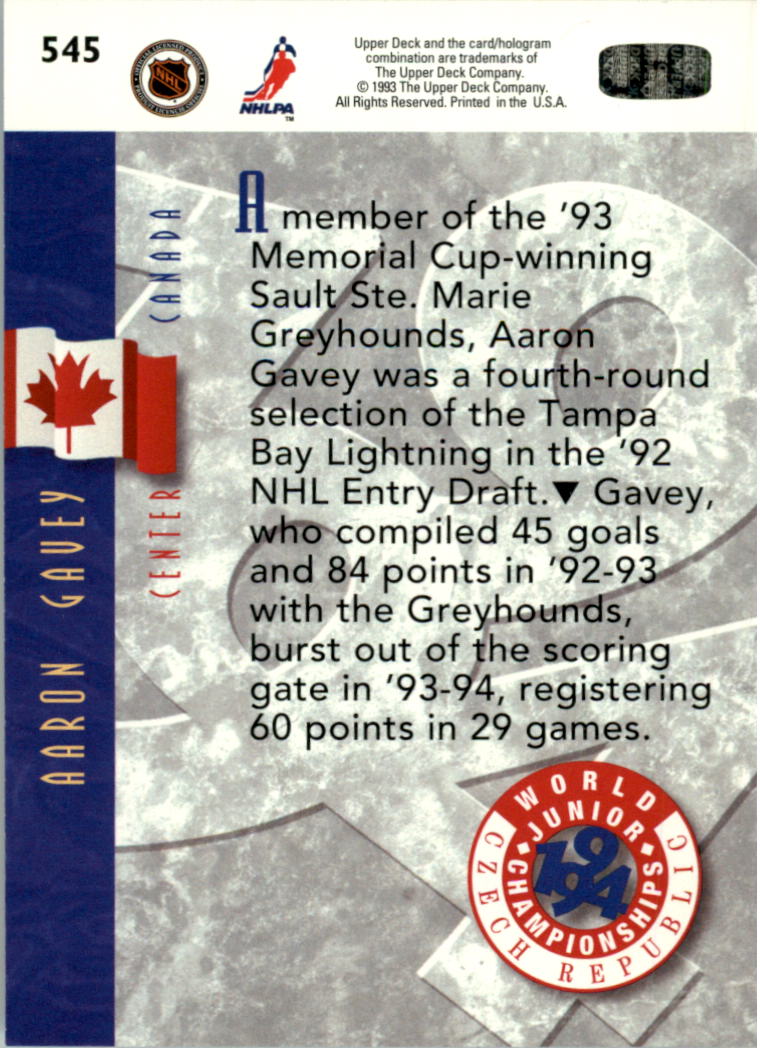 545
NHL
NHLPA
TM
Upper Deck and the card/hologram
combination are trademarks of
The Upper Deck Company.
© 1993 The Upper Deck Company.
All Rights Reserved. Printed in the U.S.A.
CANADA
CENTER
AARON GAVEY
A member of the '93
Memorial Cup-winning
Sault Ste. Marie
Greyhounds, Aaron
Gavey was a fourth-round
selection of the Tampa
Bay Lightning in the '92
NHL Entry Draft.▼ Gavey,
who compiled 45 goals
and 84 points in '92-93
with the Greyhounds,
burst out of the scoring
gate in '93-94, registering
60 points in 29 games.
WORLD
JUNIOR
1994
CHAMPIONSHIPS
CZECH REPUBLIC